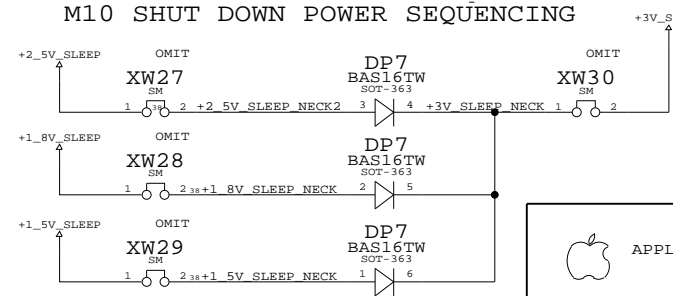 M10 SHUT DOWN POWER SEQUENCING
+3V_S
+2_5V_SLEEP
OMIT
XW27
SM
1 38 2 +2_5V_SLEEP_NECK2
DP7
BAS16TW
SOT-363
3 4 +3V_SLEEP_NECK
OMIT
XW30
SM
1 2
+1_8V_SLEEP
OMIT
XW28
SM
1 2 38 +1_8V_SLEEP_NECK
DP7
BAS16TW
SOT-363
2 5
+1_5V_SLEEP
OMIT
XW29
SM
1 2 38 +1_5V_SLEEP_NECK
DP7
BAS16TW
SOT-363
1 6
APPL